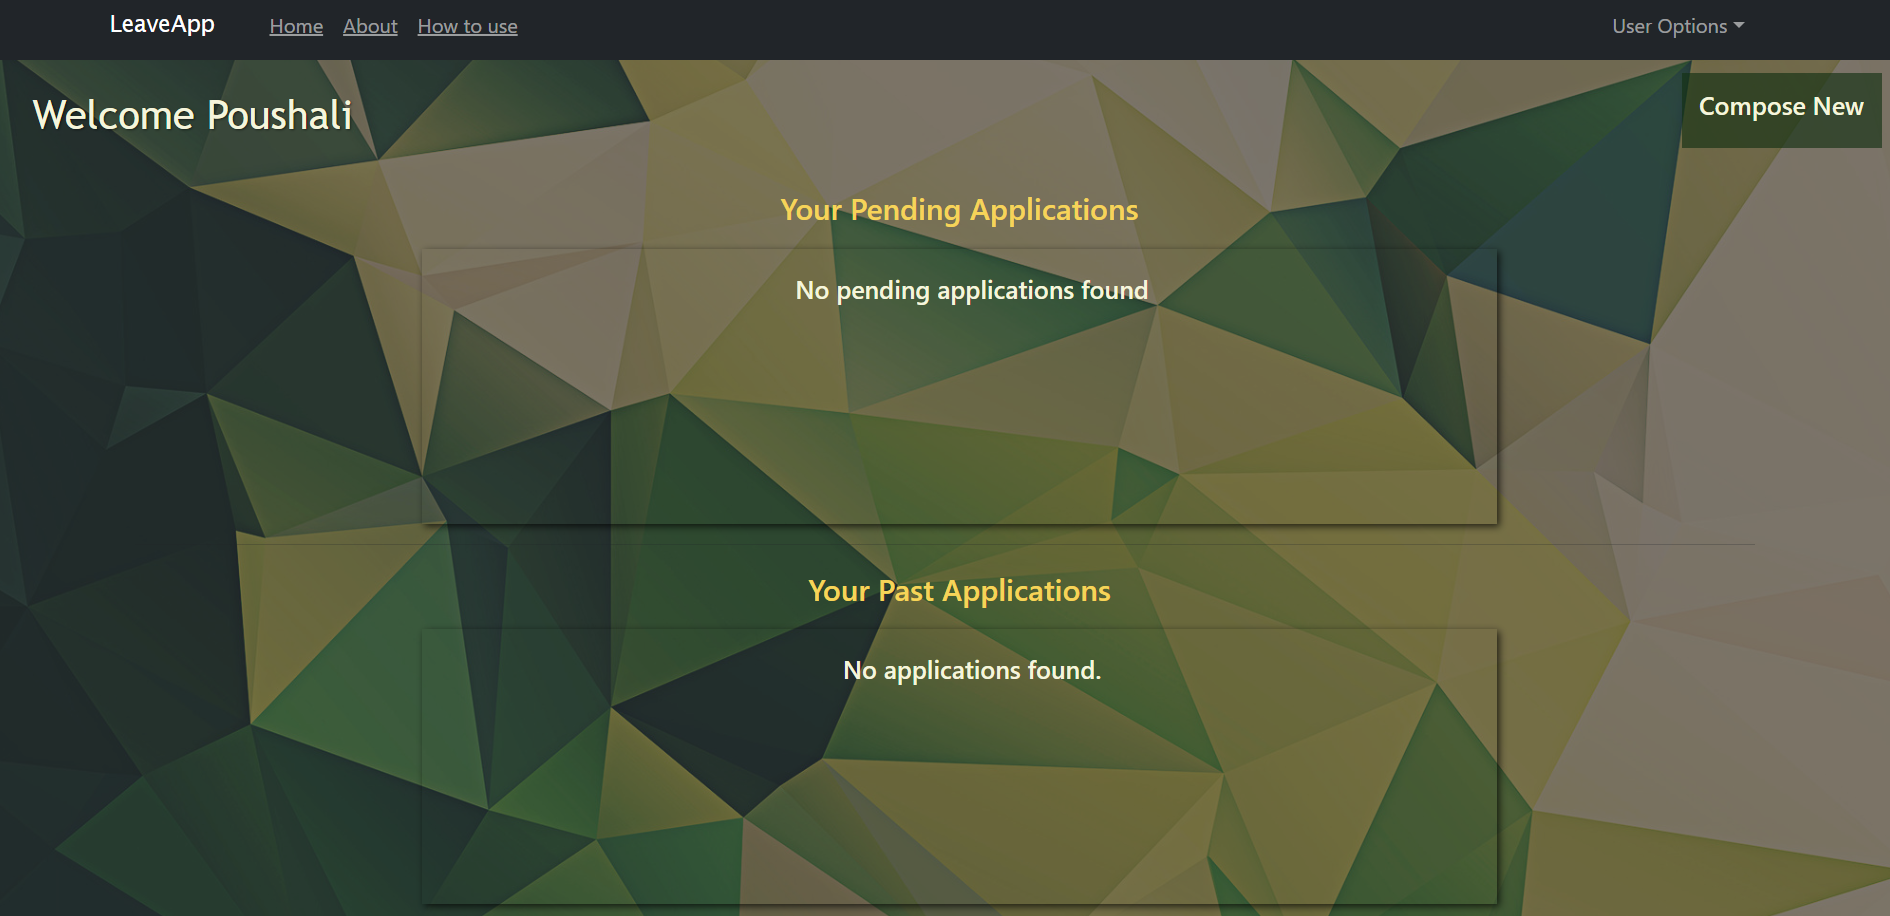 LeaveApp Home About How to use User Options
Welcome Poushali
Compose New
Your Pending Applications
No pending applications found
Your Past Applications
No applications found.